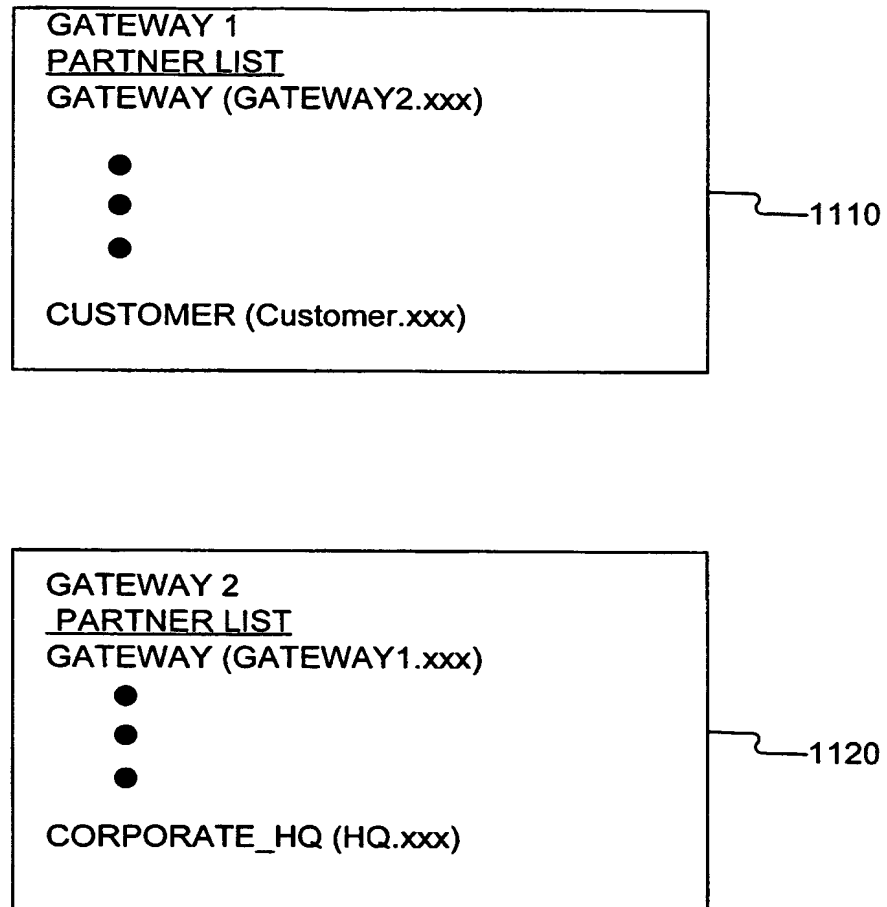 GATEWAY 1
PARTNER LIST
GATEWAY (GATEWAY2.xxx)
CUSTOMER (Customer.xxx)
1110
GATEWAY 2
PARTNER LIST
GATEWAY (GATEWAY1.xxx)
CORPORATE_HQ (HQ.xxx)
1120